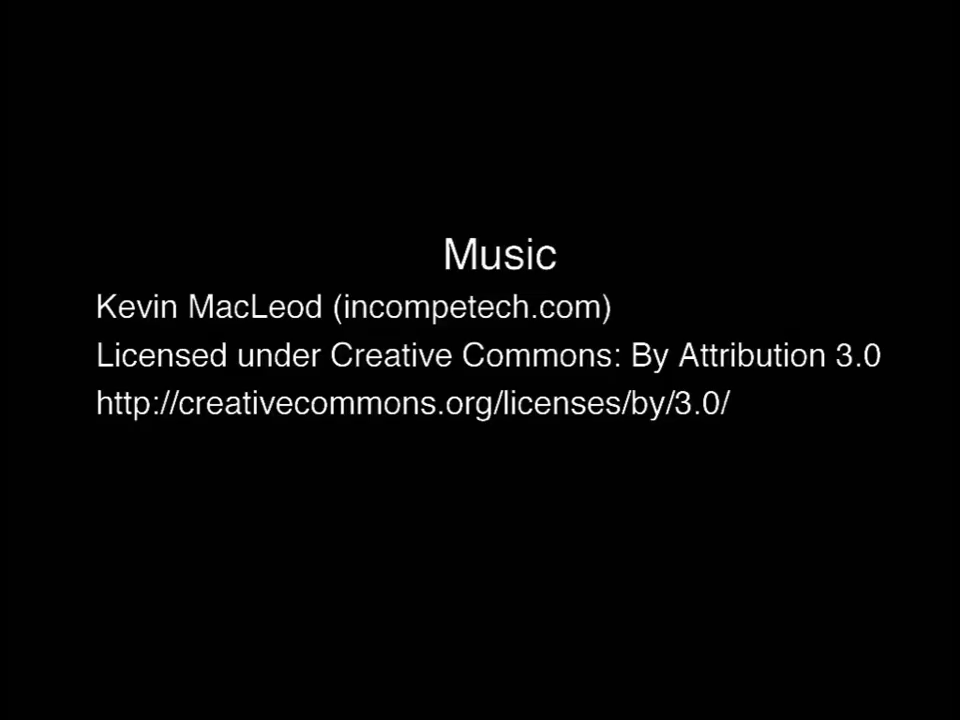 Music
Kevin MacLeod (incompetech.com)
Licensed under Creative Commons: By Attribution 3.0
http://creativecommons.org/licenses/by/3.0/